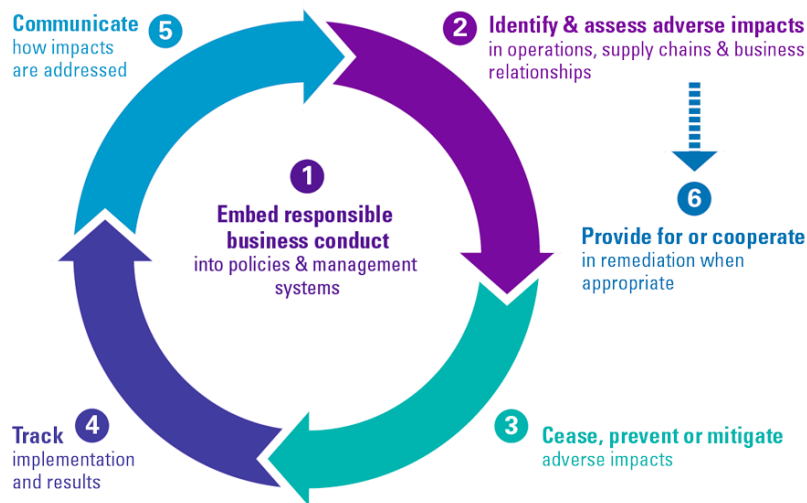 1
Embed responsible
business conduct
into policies & management
systems
2
Identify & assess adverse impacts
in operations, supply chains & business
relationships
3
Cease, prevent or mitigate
adverse impacts
4
Track
implementation
and results
5
Communicate
how impacts
are addressed
6
Provide for or cooperate
in remediation when
appropriate